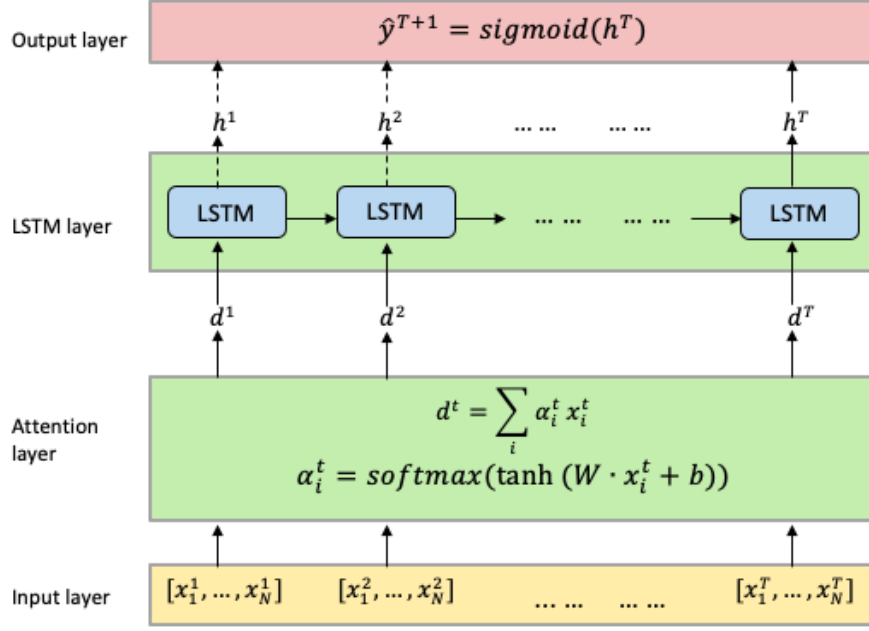 Output layer
ŷ^{T+1} = sigmoid(h^T)
h^1 h^2 … … … … h^T
LSTM layer
LSTM LSTM … … … … LSTM
d^1 d^2 d^T
Attention layer
d^t = ∑_i α_i^t x_i^t
α_i^t = softmax(tanh (W · x_i^t + b))
Input layer
[x_1^1, …, x_N^1] [x_1^2, …, x_N^2] … … … … [x_1^T, …, x_N^T]